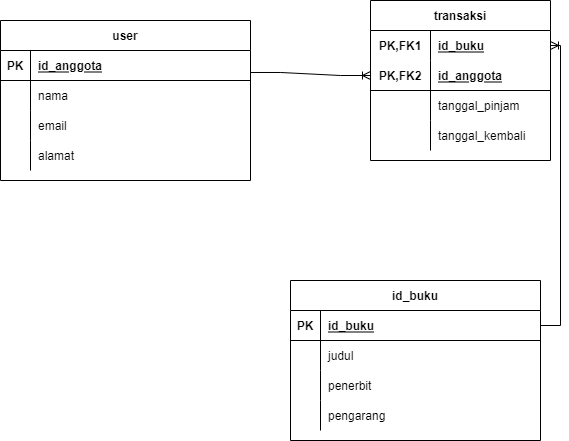 user
PK id_anggota
nama
email
alamat
transaksi
PK,FK1 id_buku
PK,FK2 id_anggota
tanggal_pinjam
tanggal_kembali
id_buku
PK id_buku
judul
penerbit
pengarang